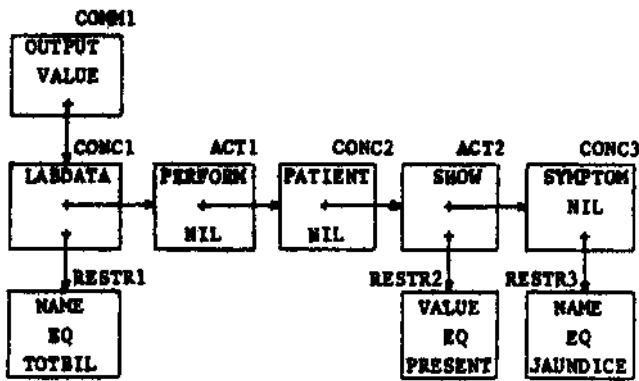 COMM1
OUTPUT
VALUE
CONC1
ACT1
CONC2
ACT2
CONC3
LABDATA
PERFORM
PATIENT
SHOW
SYMPTOM
NIL
NIL
NIL
RESTR1
RESTR2
RESTR3
NAME
EQ
TOTBIL
VALUE
EQ
PRESENT
NAME
EQ
JAUNDICE